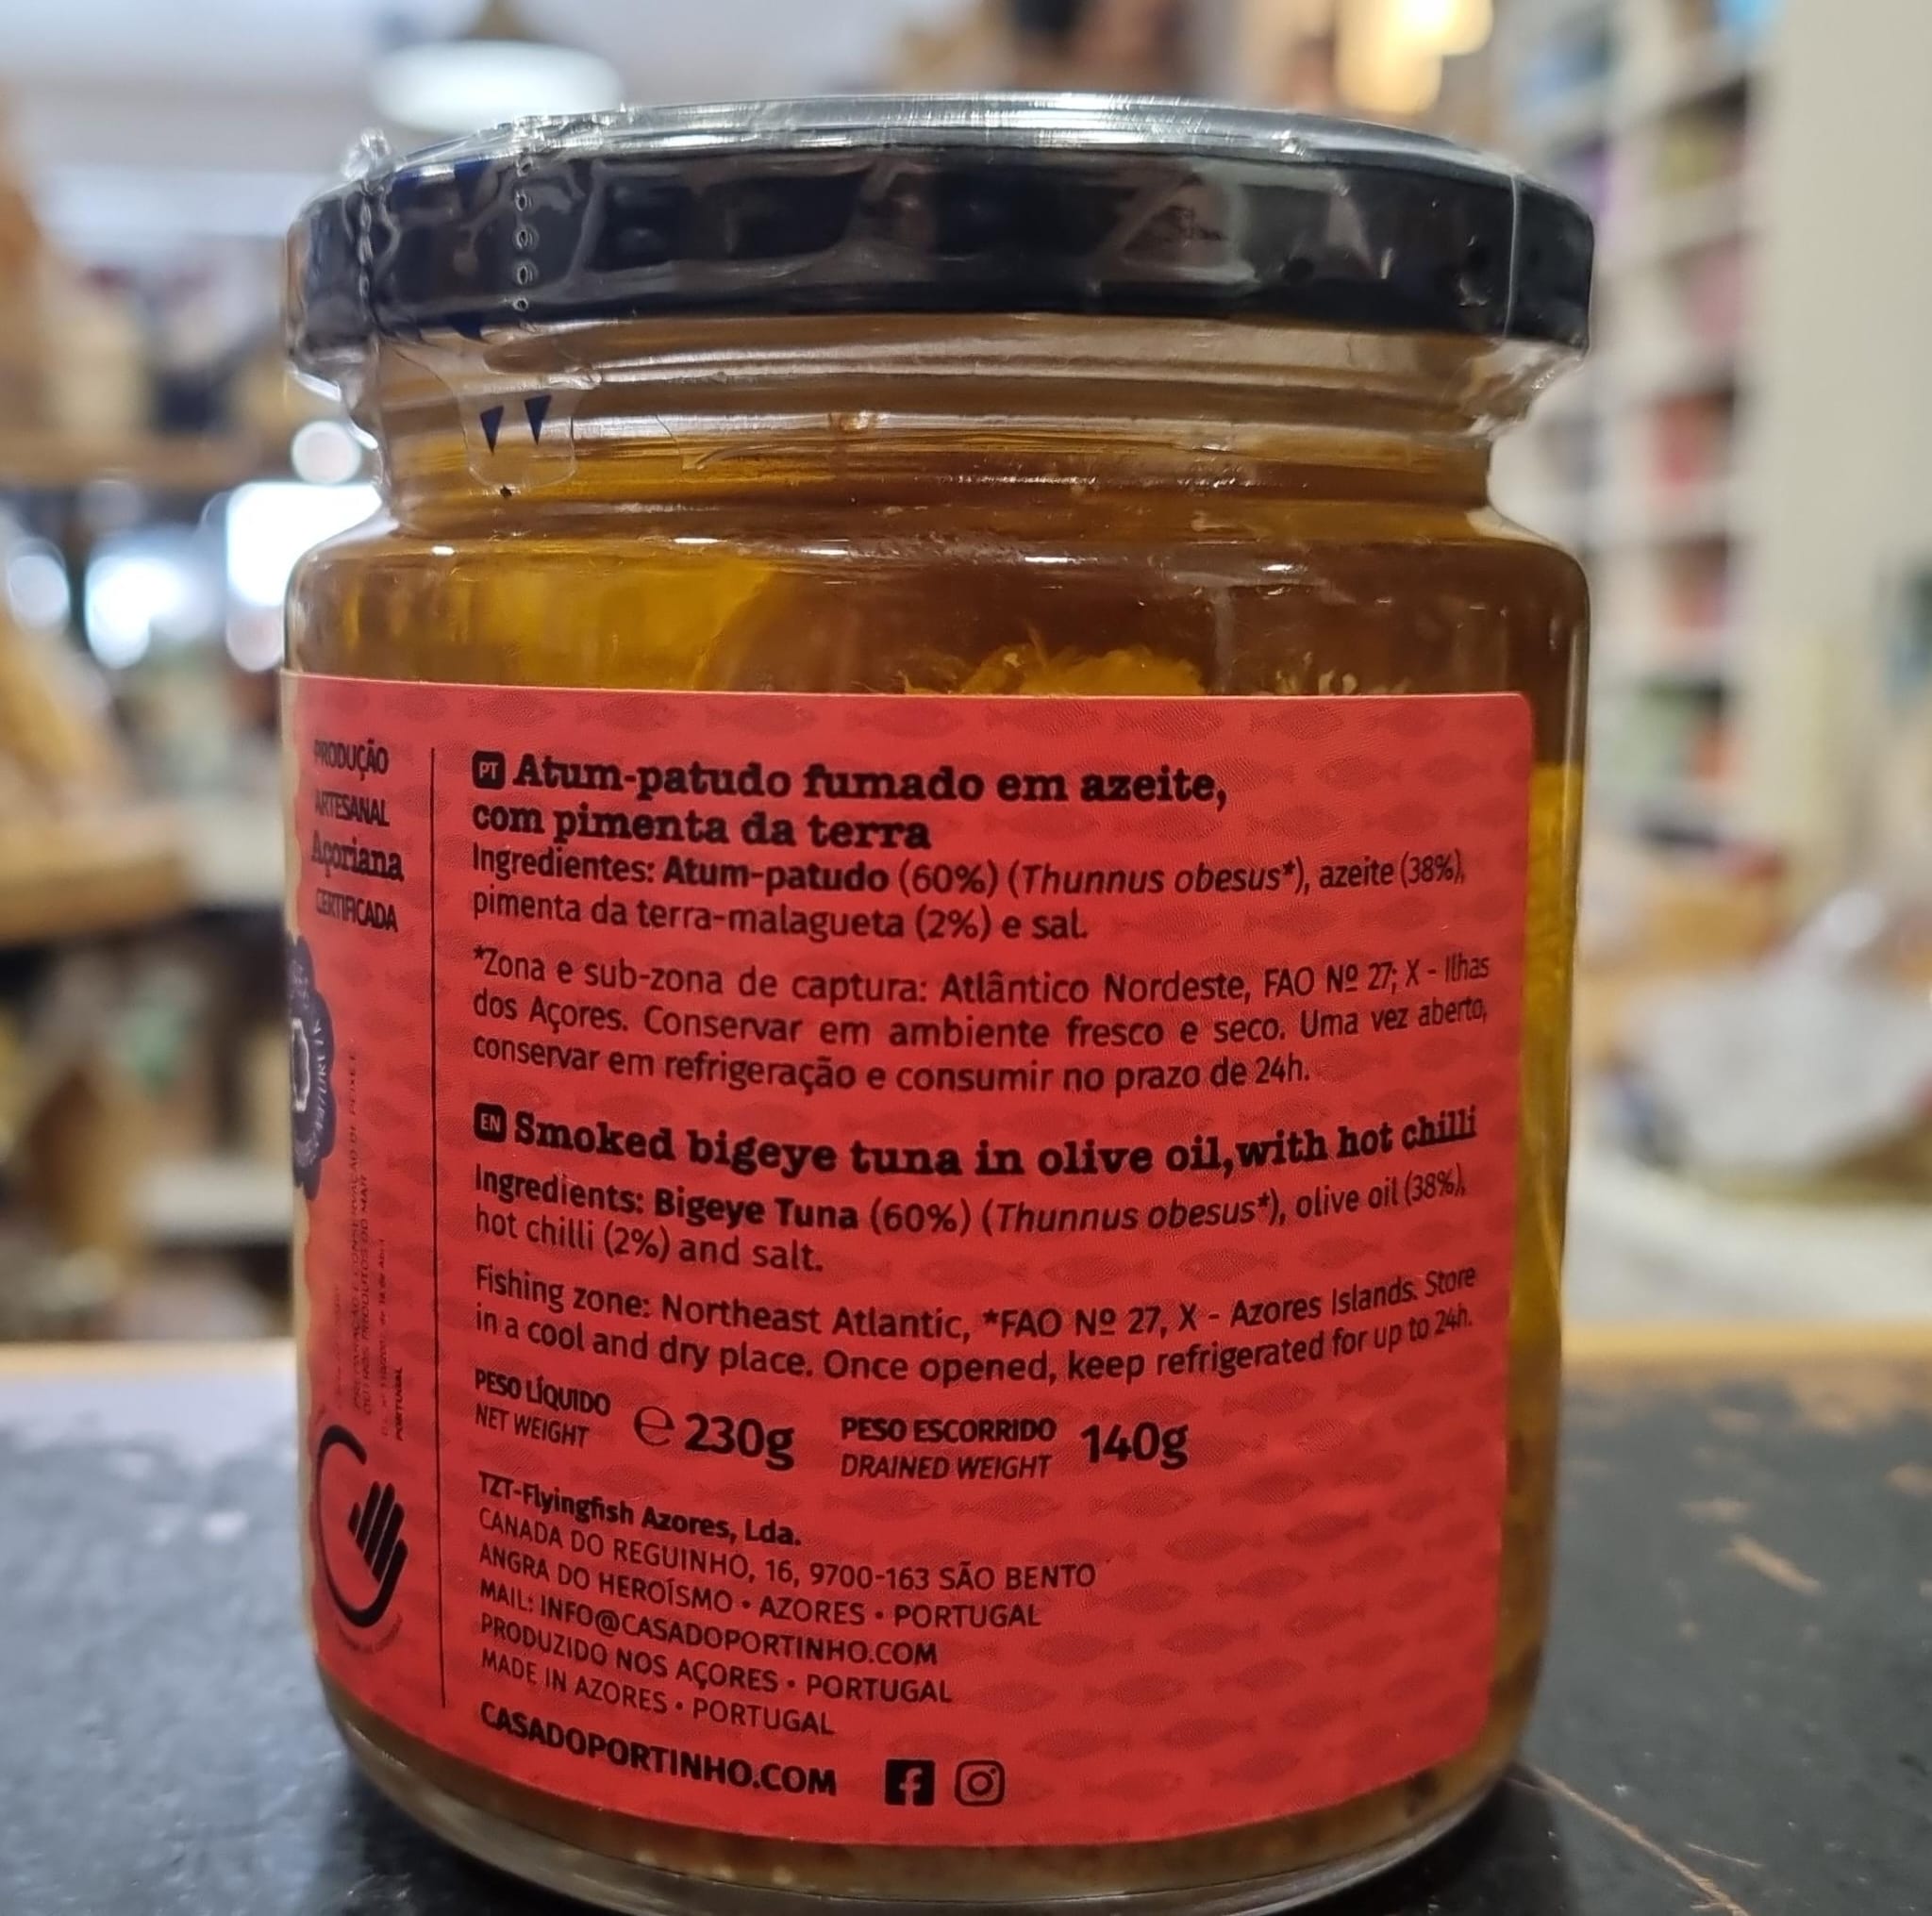 PRODUÇÃO
ARTESANAL
Açoriana
CERTIFICADA
PT Atum-patudo fumado em azeite,
com pimenta da terra
Ingredientes: Atum-patudo (60%) (Thunnus obesus*), azeite (38%),
pimenta da terra-malagueta (2%) e sal.
*Zona e sub-zona de captura: Atlântico Nordeste, FAO Nº 27; X - Ilhas
dos Açores. Conservar em ambiente fresco e seco. Uma vez aberto,
conservar em refrigeração e consumir no prazo de 24h.
EN Smoked bigeye tuna in olive oil,with hot chilli
Ingredients: Bigeye Tuna (60%) (Thunnus obesus*), olive oil (38%),
hot chilli (2%) and salt.
Fishing zone: Northeast Atlantic, *FAO Nº 27, X - Azores Islands. Store
in a cool and dry place. Once opened, keep refrigerated for up to 24h.
PESO LÍQUIDO
NET WEIGHT
℮ 230g
PESO ESCORRIDO
DRAINED WEIGHT
140g
TZT-Flyingfish Azores, Lda.
CANADA DO REGUINHO, 16, 9700-163 SÃO BENTO
ANGRA DO HEROÍSMO • AZORES • PORTUGAL
MAIL: INFO@CASADOPORTINHO.COM
PRODUZIDO NOS AÇORES • PORTUGAL
MADE IN AZORES • PORTUGAL
CASADOPORTINHO.COM
PORTUGAL